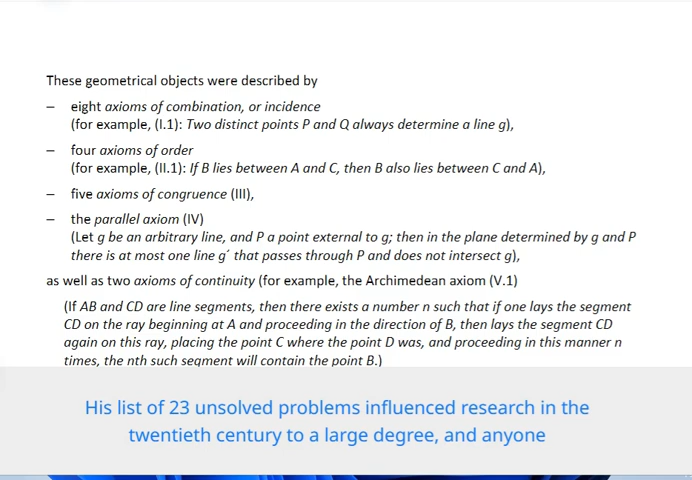 These geometrical objects were described by
– eight axioms of combination, or incidence
(for example, (I.1): Two distinct points P and Q always determine a line g),
– four axioms of order
(for example, (II.1): If B lies between A and C, then B also lies between C and A),
– five axioms of congruence (III),
– the parallel axiom (IV)
(Let g be an arbitrary line, and P a point external to g; then in the plane determined by g and P
there is at most one line g´ that passes through P and does not intersect g),
as well as two axioms of continuity (for example, the Archimedean axiom (V.1)
(If AB and CD are line segments, then there exists a number n such that if one lays the segment
CD on the ray beginning at A and proceeding in the direction of B, then lays the segment CD
again on this ray, placing the point C where the point D was, and proceeding in this manner n
times, the nth such segment will contain the point B.)
His list of 23 unsolved problems influenced research in the
twentieth century to a large degree, and anyone